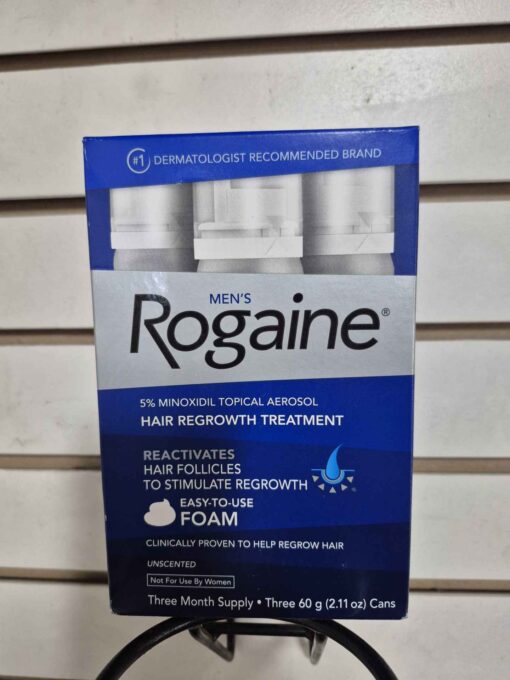 #1 DERMATOLOGIST RECOMMENDED BRAND
MEN'S
Rogaine®
5% MINOXIDIL TOPICAL AEROSOL
HAIR REGROWTH TREATMENT
REACTIVATES
HAIR FOLLICLES
TO STIMULATE REGROWTH
EASY-TO-USE
FOAM
CLINICALLY PROVEN TO HELP REGROW HAIR
UNSCENTED
Not For Use By Women
Three Month Supply • Three 60 g (2.11 oz) Cans